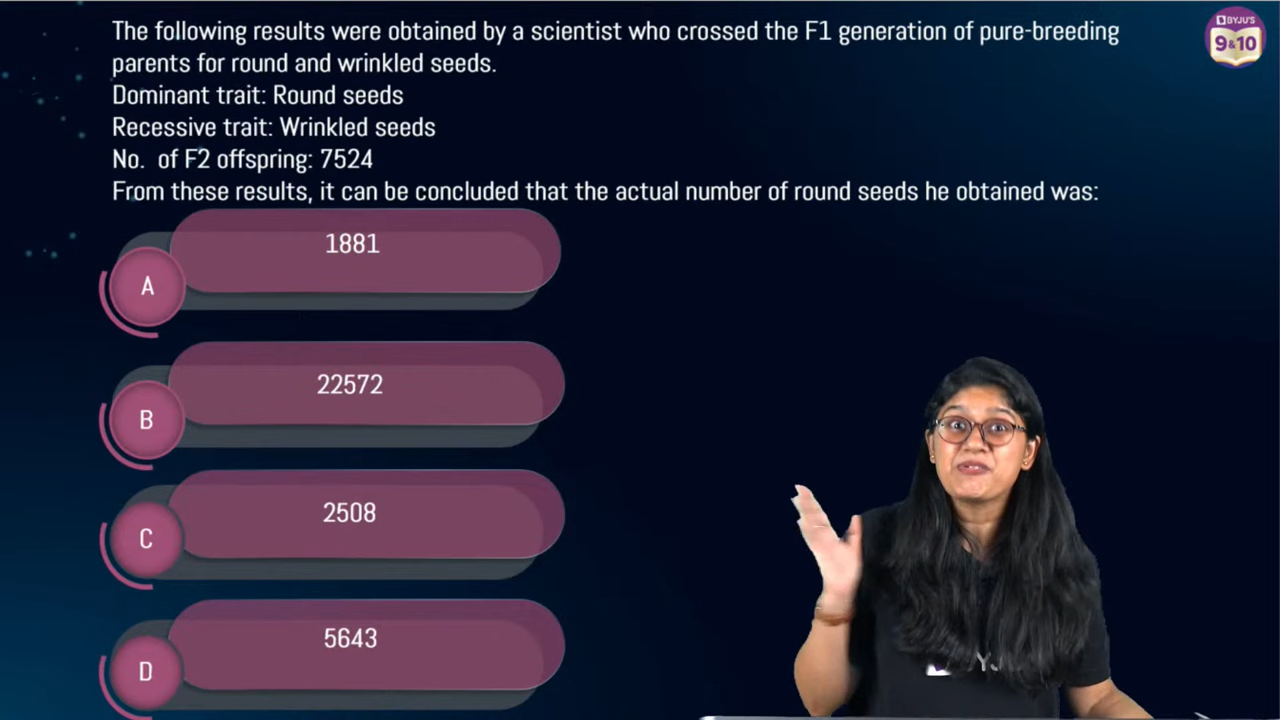 The following results were obtained by a scientist who crossed the F1 generation of pure-breeding
parents for round and wrinkled seeds.
Dominant trait: Round seeds
Recessive trait: Wrinkled seeds
No. of F2 offspring: 7524
From these results, it can be concluded that the actual number of round seeds he obtained was:
BYJU'S
9&10
A
1881
B
22572
C
2508
D
5643